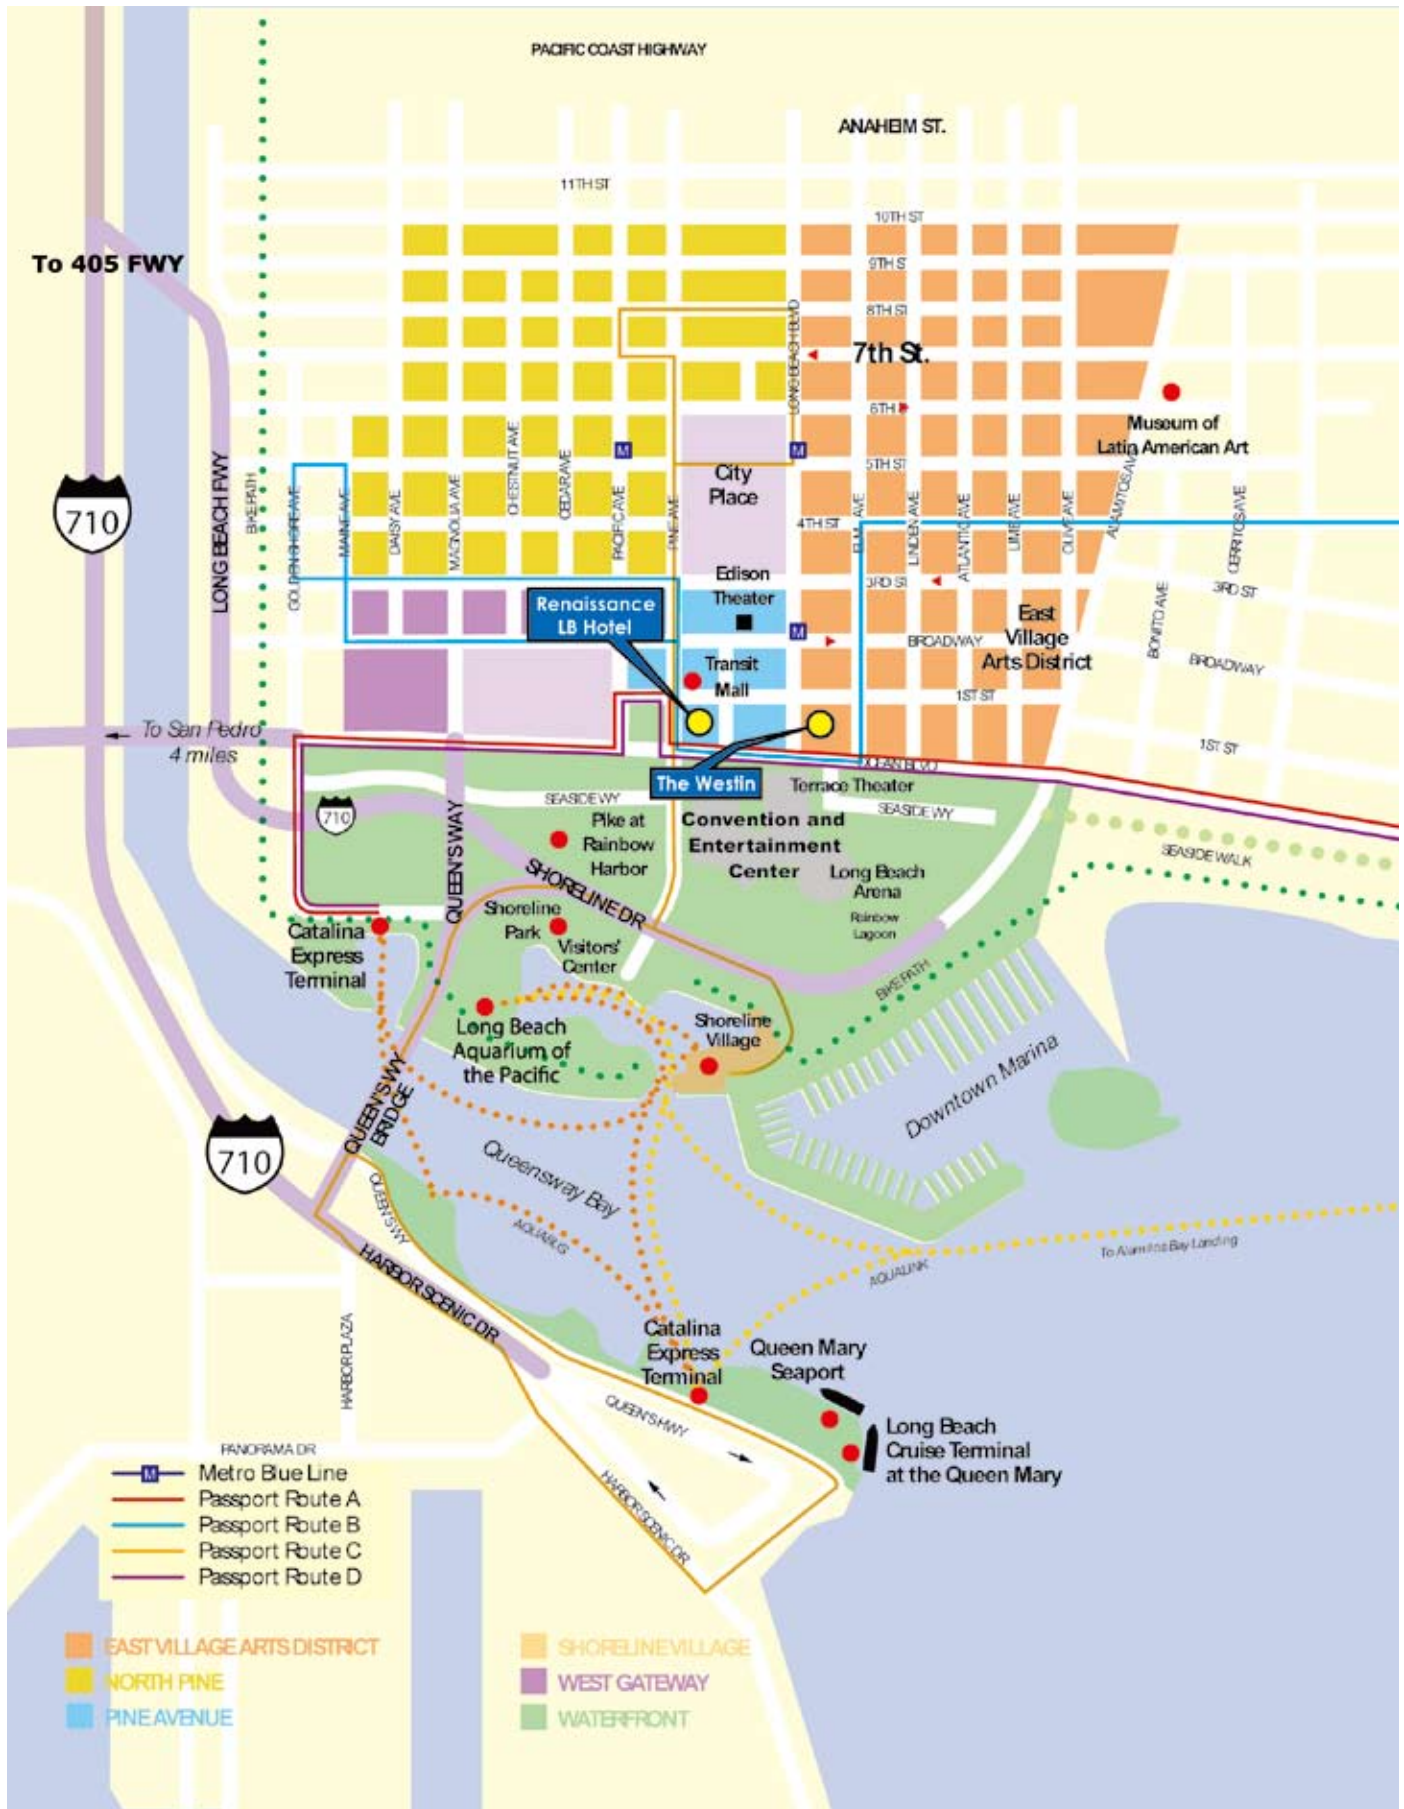 PACIFIC COAST HIGHWAY
ANAHEIM ST.
11TH ST
10TH ST
To 405 FWY
9TH S
8TH ST
LONG BEACH BLVD
7th St.
6TH
Museum of
Latin American Art
5TH ST
City
Place
710
LONG BEACH FWY
BIKE PATH
GOLDEN SHORE AVE
MAINE AVE
DAISY AVE
MAGNOLIA AVE
CHESTNUT AVE
CEDAR AVE
PACIFIC AVE
PINE AVE
M
M
4TH ST
ELM AVE
LINDEN AVE
ATLANTIC AVE
LIME AVE
OLIVE AVE
ALAMITOS AV
CERRITOS AVE
BONITO AVE
3RD ST
3RD ST
Edison
Theater
Renaissance
LB Hotel
M
East
Village
Arts District
BROADWAY
BROADWAY
Transit
Mall
1ST ST
1ST ST
To San Pedro
4 miles
OCEAN BLVD
The Westin
Terrace Theater
SEASIDE WY
SEASIDE WY
710
QUEEN'S WAY
Pike at
Rainbow
Harbor
Convention and
Entertainment
Center
Long Beach
Arena
Rainbow
Lagoon
SEASIDE WALK
SHORELINE DR
Shoreline
Park
Visitors'
Center
Catalina
Express
Terminal
BIKE PATH
Long Beach
Aquarium of
the Pacific
Shoreline
Village
Downtown Marina
QUEEN'S WY
BRIDGE
710
Queensway Bay
QUEEN'S WY
AQUABUS
AQUALINK
To Alamitos Bay Landing
HARBOR SCENIC DR
HARBOR PLAZA
Catalina
Express
Terminal
Queen Mary
Seaport
QUEEN'S HWY
Long Beach
Cruise Terminal
at the Queen Mary
HARBOR SCENIC DR
PANORAMA DR
M Metro Blue Line
Passport Route A
Passport Route B
Passport Route C
Passport Route D
EAST VILLAGE ARTS DISTRICT
NORTH PINE
PINE AVENUE
SHORELINE VILLAGE
WEST GATEWAY
WATERFRONT